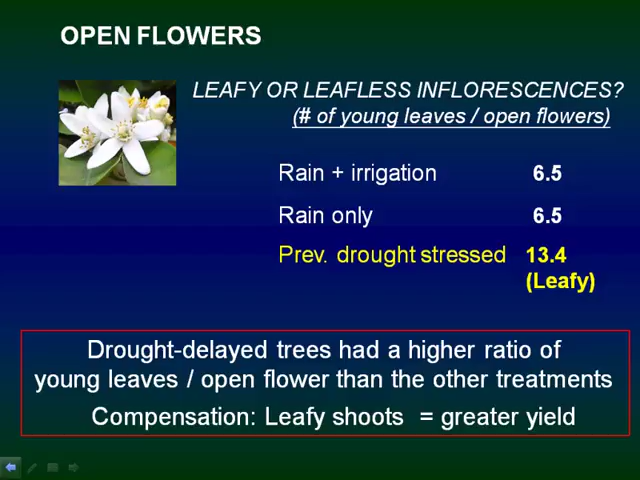 OPEN FLOWERS
LEAFY OR LEAFLESS INFLORESCENCES?
(# of young leaves / open flowers)
Rain + irrigation 6.5
Rain only 6.5
Prev. drought stressed 13.4
(Leafy)
Drought-delayed trees had a higher ratio of
young leaves / open flower than the other treatments
Compensation: Leafy shoots = greater yield